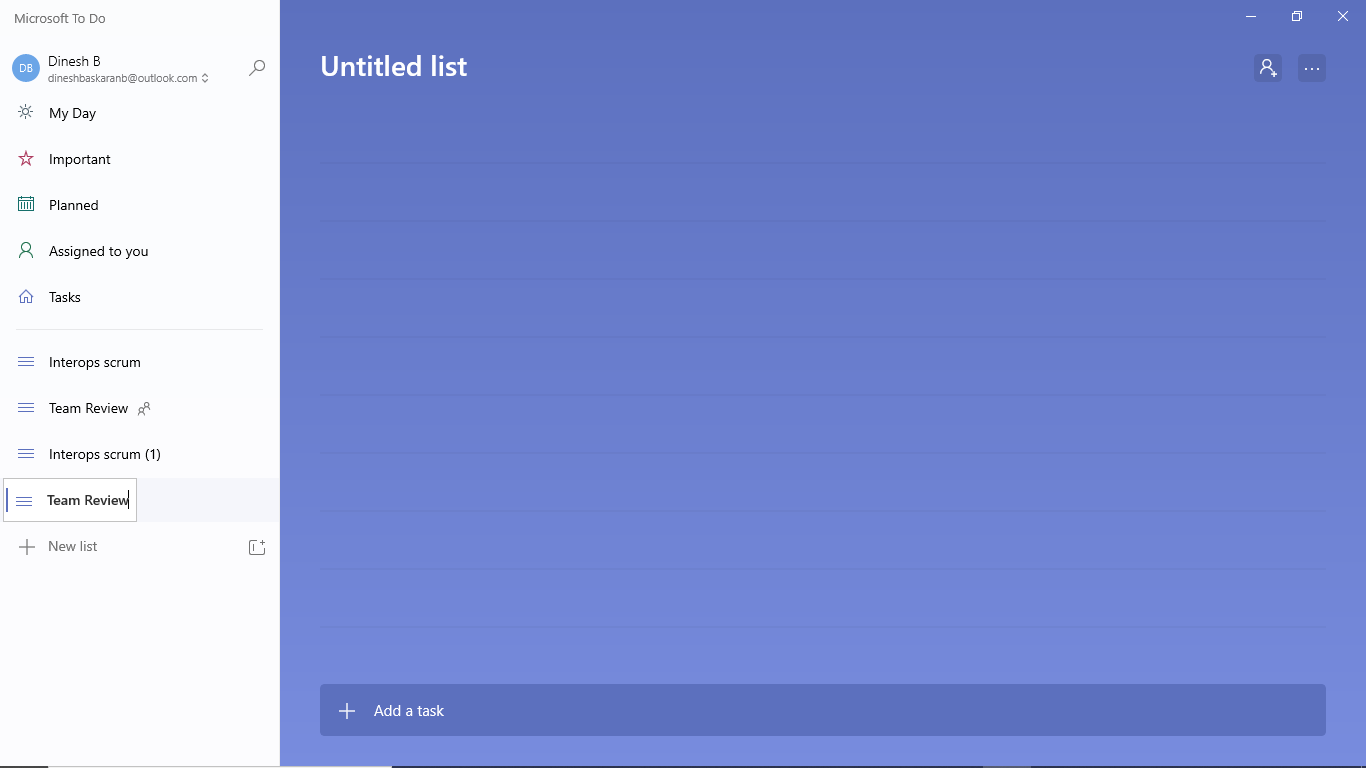 Microsoft To Do
DB
Dinesh B
dineshbaskaranb@outlook.com
My Day
Important
Planned
Assigned to you
Tasks
Interops scrum
Team Review
Interops scrum (1)
Team Review
New list
Untitled list
Add a task